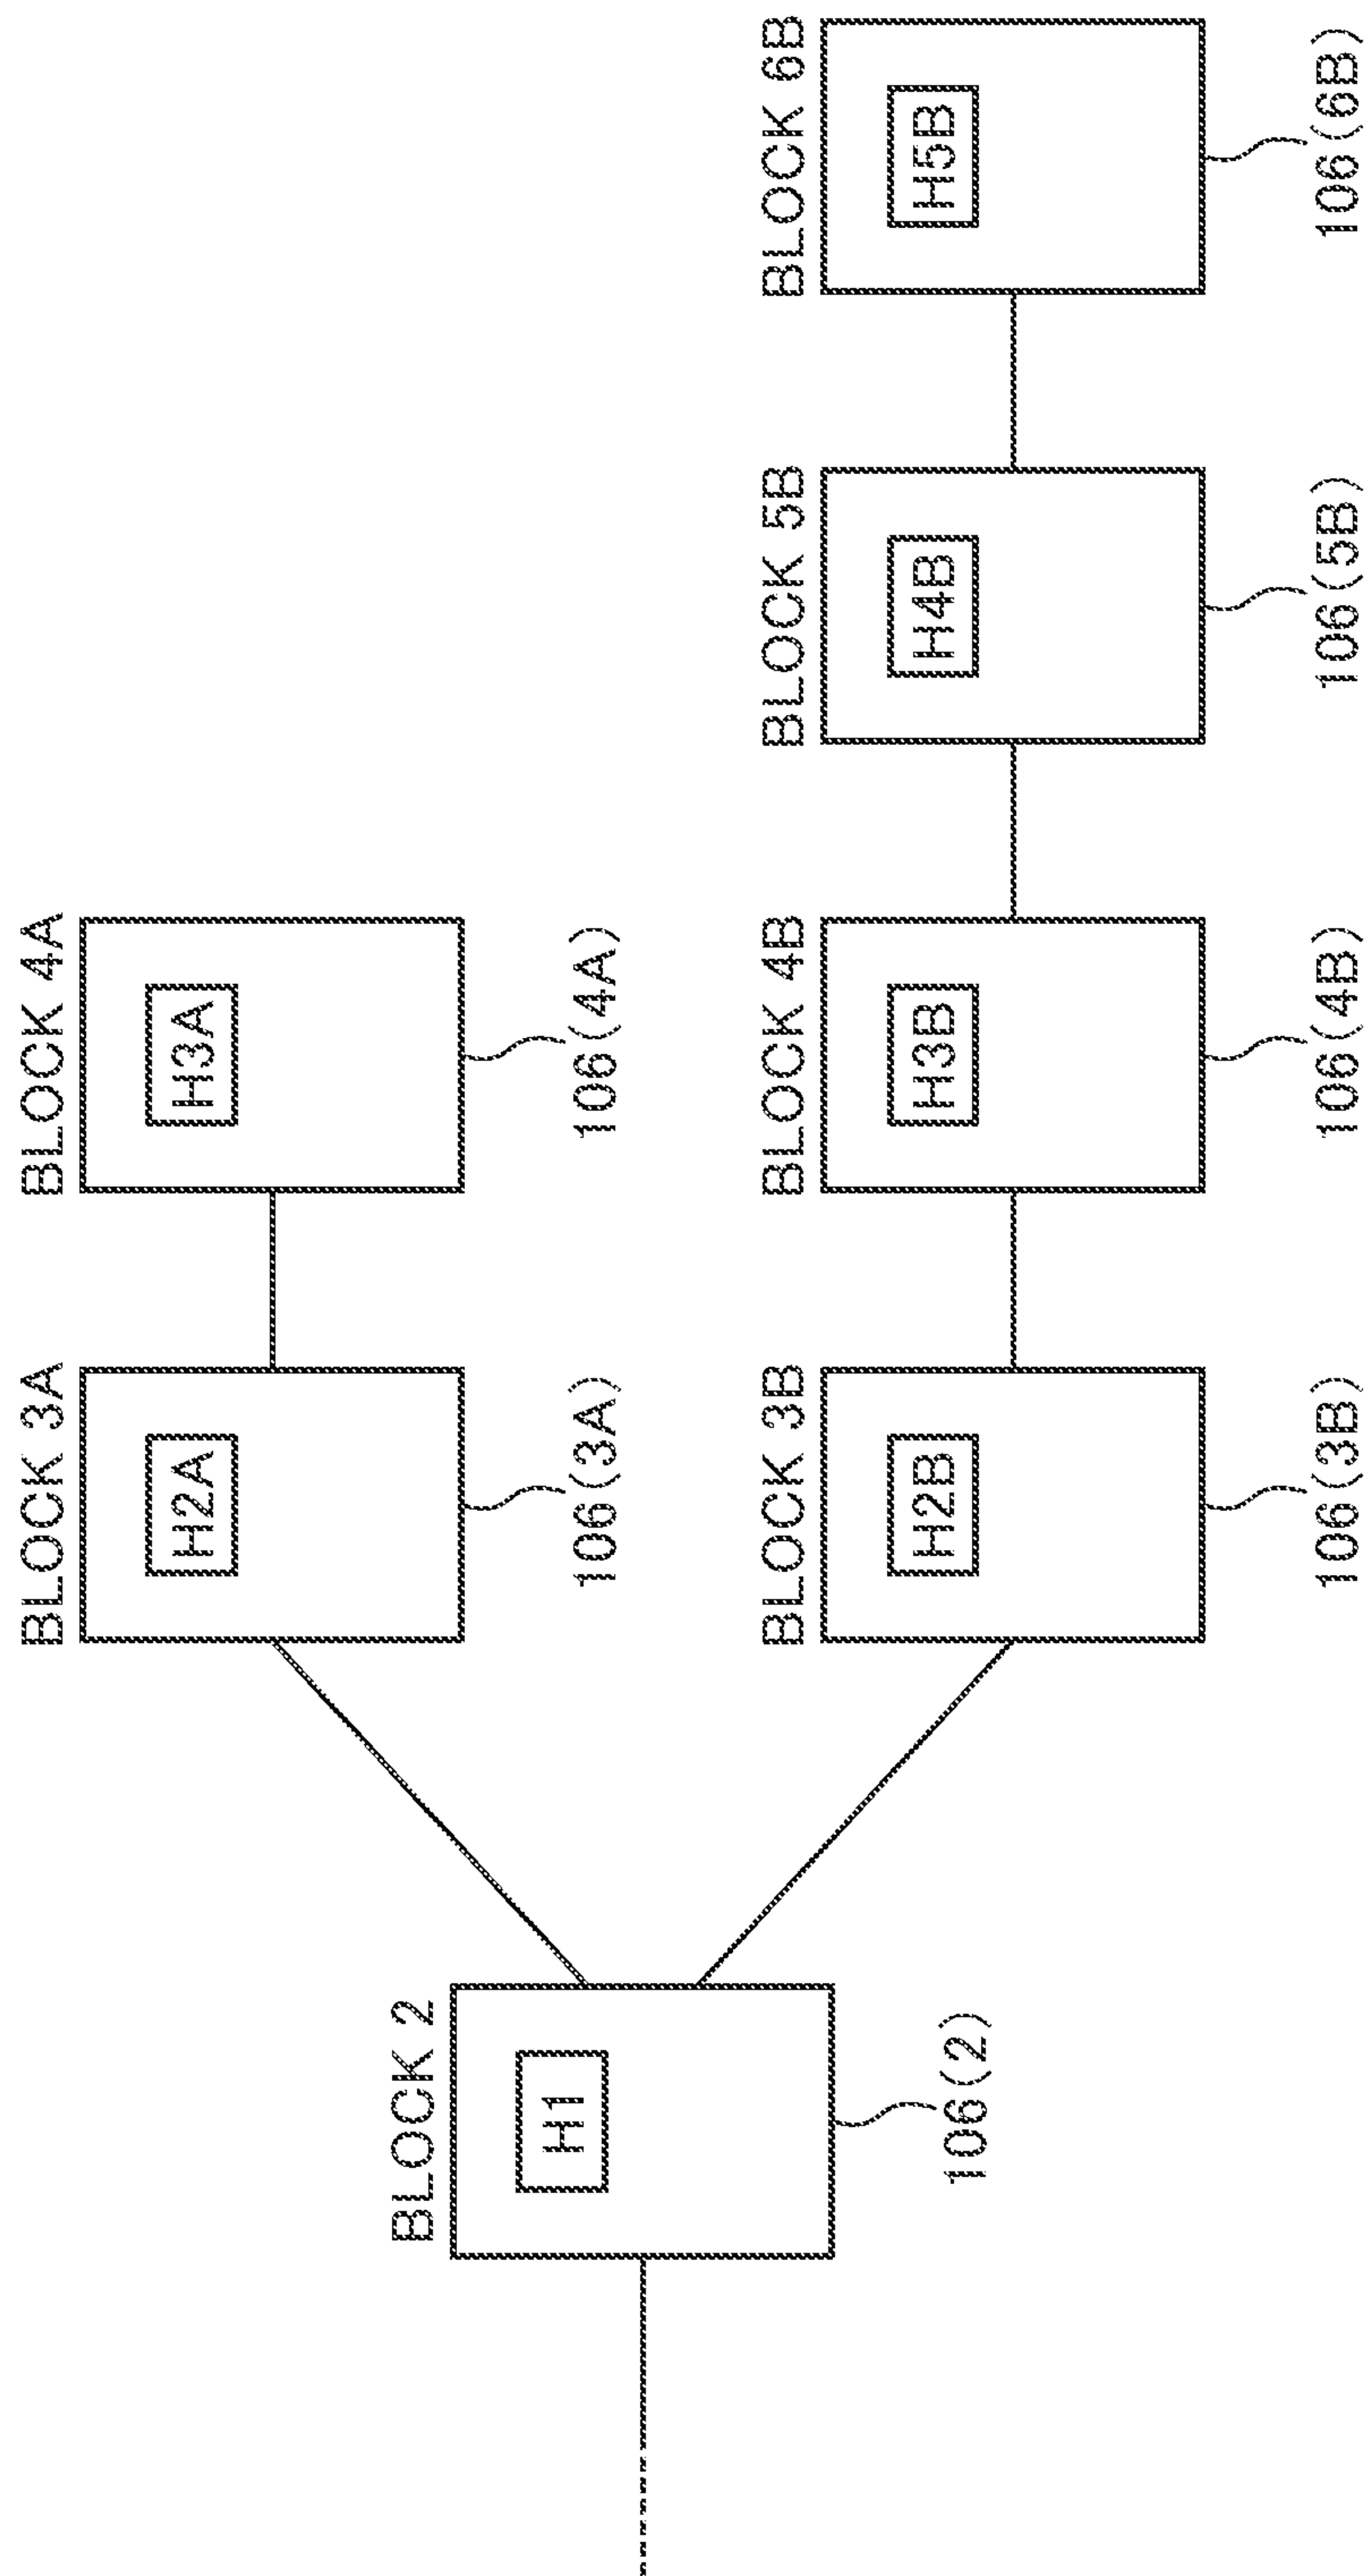 BLOCK 3A
H2A
106(3A)
BLOCK 4A
H3A
106(4A)
BLOCK 2
H1
106(2)
BLOCK 3B
H2B
106(3B)
BLOCK 4B
H3B
106(4B)
BLOCK 5B
H4B
106(5B)
BLOCK 6B
H5B
106(6B)